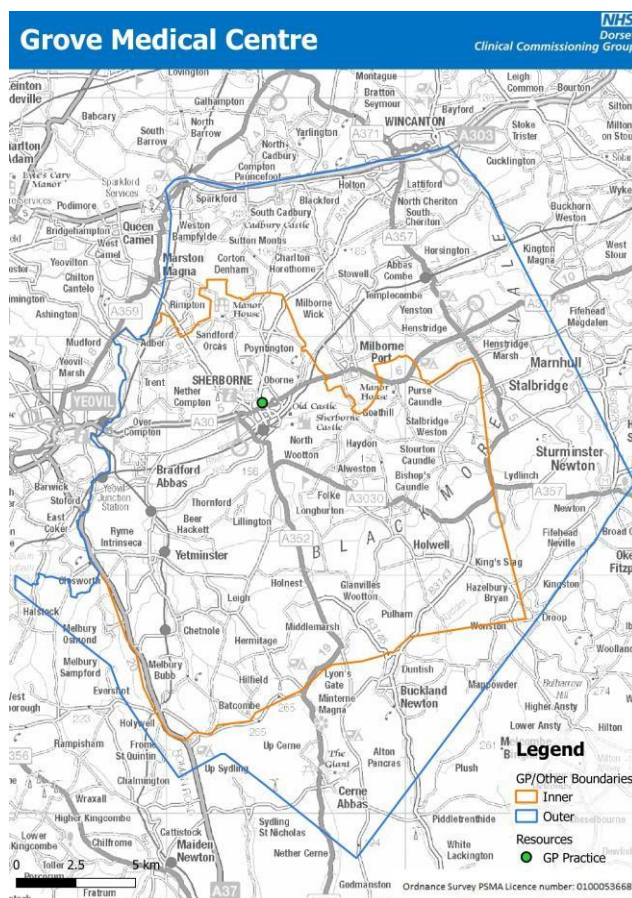 Grove Medical Centre
NHS
Dorset
Clinical Commissioning Group
Lovington
Galhampton
Montague
Bratton
Seymour
Leigh
Common
Bourton
Babcary
South
Barrow
North
Barrow
Yarlington
A371
WINCANTON
Bayford
A303
Stoke
Trister
North
Cadbury
Compton
Pauncefoot
Cucklington
Sparkford
Services
Podimore
Sparkford
Holton
Lattiford
Blackford
South Cadbury
Cadbury Castle
North Cheriton
South
Cheriton
Buckhorn
Weston
Bridgehampton
Queen
Camel
West
Camel
Weston
Bampfylde
Sutton Montis
A357
Horsington
Kington
Magna
West
Stour
Yeovilton
Chilton
Cantelo
Marston
Magna
Corton
Denham
Charlton
Horethorne
Stowell
Abbas
Combe
Templecombe
Ashington
A359
Rimpton
Manor
House
Milborne
Wick
Yenston
Henstridge
Fifehead
Magdalen
Mudford
Adber
Sandford
Orcas
Poyntington
Milborne
Port
Henstridge
Marsh
Marnhull
Yeovil
Marsh
Trent
SHERBORNE
Oborne
Manor
House
Purse
Caundle
Stalbridge
YEOVIL
Nether
Compton
Goathill
Over
Compton
A30
Old Castle
Sherborne
Castle
Stalbridge
Weston
North
Wootton
Haydon
Stourton
Caundle
Sturminster
Newton
Barwick
Bradford
Abbas
Alweston
Bishop's
Caundle
Lydlinch
A357
Stoford
Yeovil
Junction
Station
Thornford
Folke
A3030
Newton
East
Coker
Beer
Hackett
Lillington
Longburton
BLACKMORE VALE
Fifehead
Neville
Ryme
Intrinseca
Yetminster
A352
Holwell
King's Stag
Holnest
Glanvilles
Wootton
B3143
Hazelbury
Bryan
Kingston
Halstock
Leigh
Pulham
Wonston
Droop
Melbury
Osmond
Chetnole
Hermitage
Middlemarsh
Melbury
Sampford
Melbury
Bubb
Hilfield
Lyon's
Gate
Duntish
Mappowder
Evershot
Batcombe
Minterne
Magna
Buckland
Newton
Higher Ansty
Lower Ansty
Holywell
Rampisham
Frome
St Quintin
Up Cerne
The
Giant
Alton
Pancras
Plush
Chalmington
Up Sydling
Cerne
Abbas
Wraxall
Higher Kingcombe
Sydling
St Nicholas
Piddletrenthide
Lower
Kingcombe
Chilfrome
Cattistock
Maiden
Newton
Nether Cerne
White
Lackington
Toller
Godmanston
A37
Legend
GP/Other Boundaries
Inner
Outer
Resources
GP Practice
0 2.5 5 km
Ordnance Survey PSMA Licence number: 0100053668